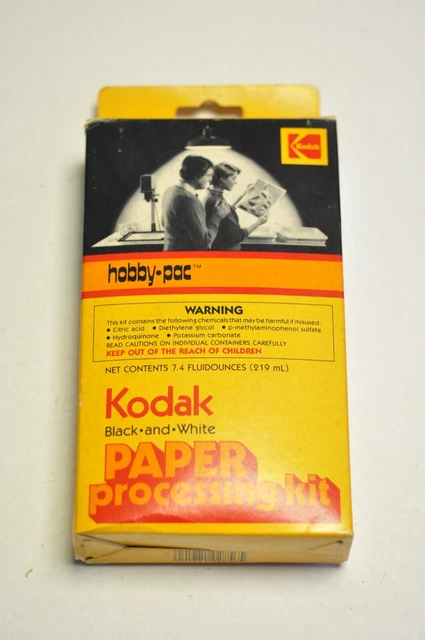 Kodak
hobby-pac™
WARNING
This kit contains the following chemicals that may be harmful if misused.
• Citric acid • Diethylene glycol • p-methylaminophenol sulfate
• Hydroquinone • Potassium carbonate
READ CAUTIONS ON INDIVIDUAL CONTAINERS CAREFULLY
KEEP OUT OF THE REACH OF CHILDREN
NET CONTENTS 7.4 FLUIDOUNCES (219 mL)
Kodak
Black•and•White
PAPER
processing kit